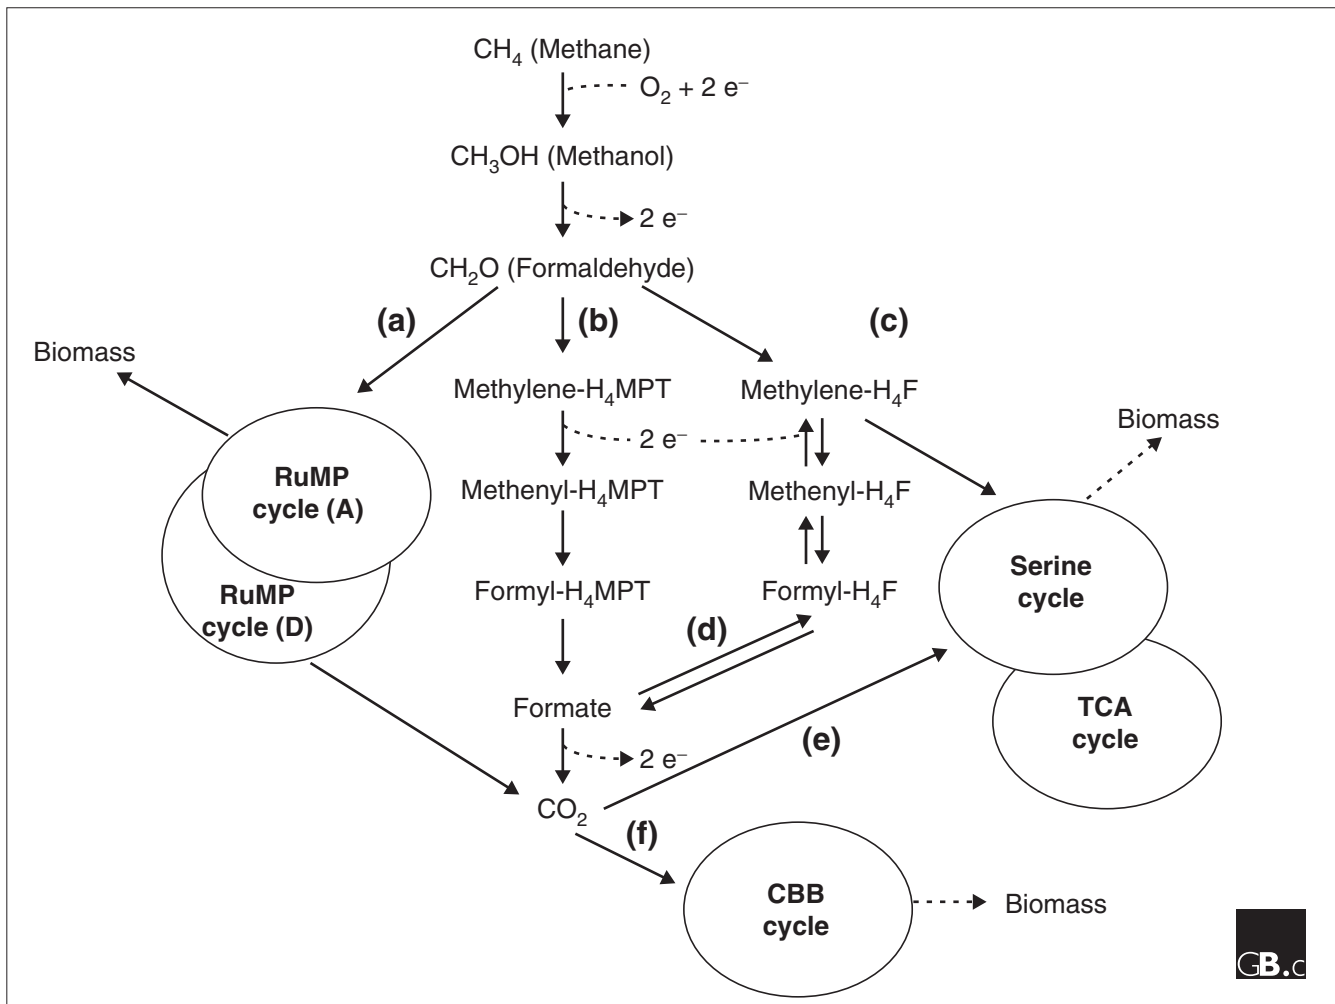 CH₄ (Methane)
O₂ + 2 e⁻
CH₃OH (Methanol)
2 e⁻
CH₂O (Formaldehyde)
(a)
(b)
(c)
Biomass
Methylene-H₄MPT
Methylene-H₄F
2 e⁻
Biomass
RuMP
cycle (A)
Methenyl-H₄MPT
Methenyl-H₄F
RuMP
cycle (D)
Formyl-H₄MPT
Formyl-H₄F
Serine
cycle
(d)
Formate
TCA
cycle
(e)
2 e⁻
CO₂
(f)
CBB
cycle
Biomass
GB.c